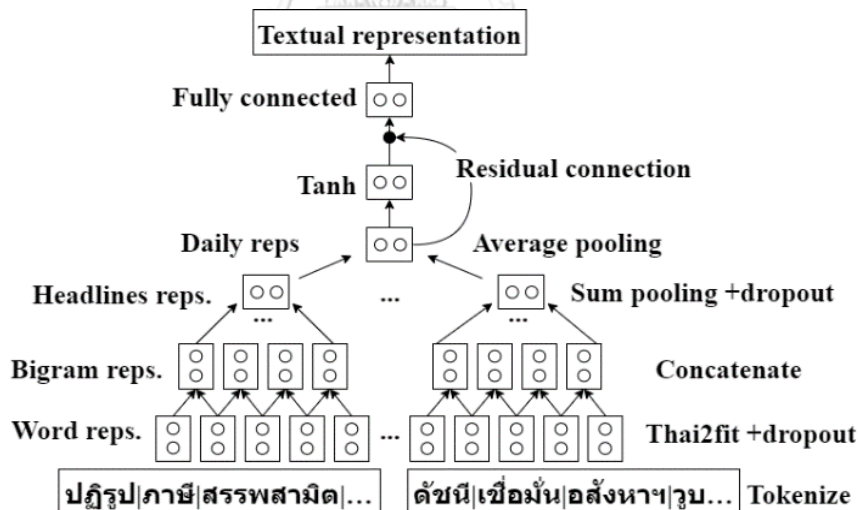 Textual representation
Fully connected
Residual connection
Tanh
Daily reps Average pooling
Headlines reps. ... Sum pooling +dropout
... ...
Bigram reps. Concatenate
Word reps. ... Thai2fit +dropout
ปฏิรูป|ภาษี|สรรพสามิต|... ดัชนี|เชื่อมั่น|อสังหาฯ|วูบ... Tokenize